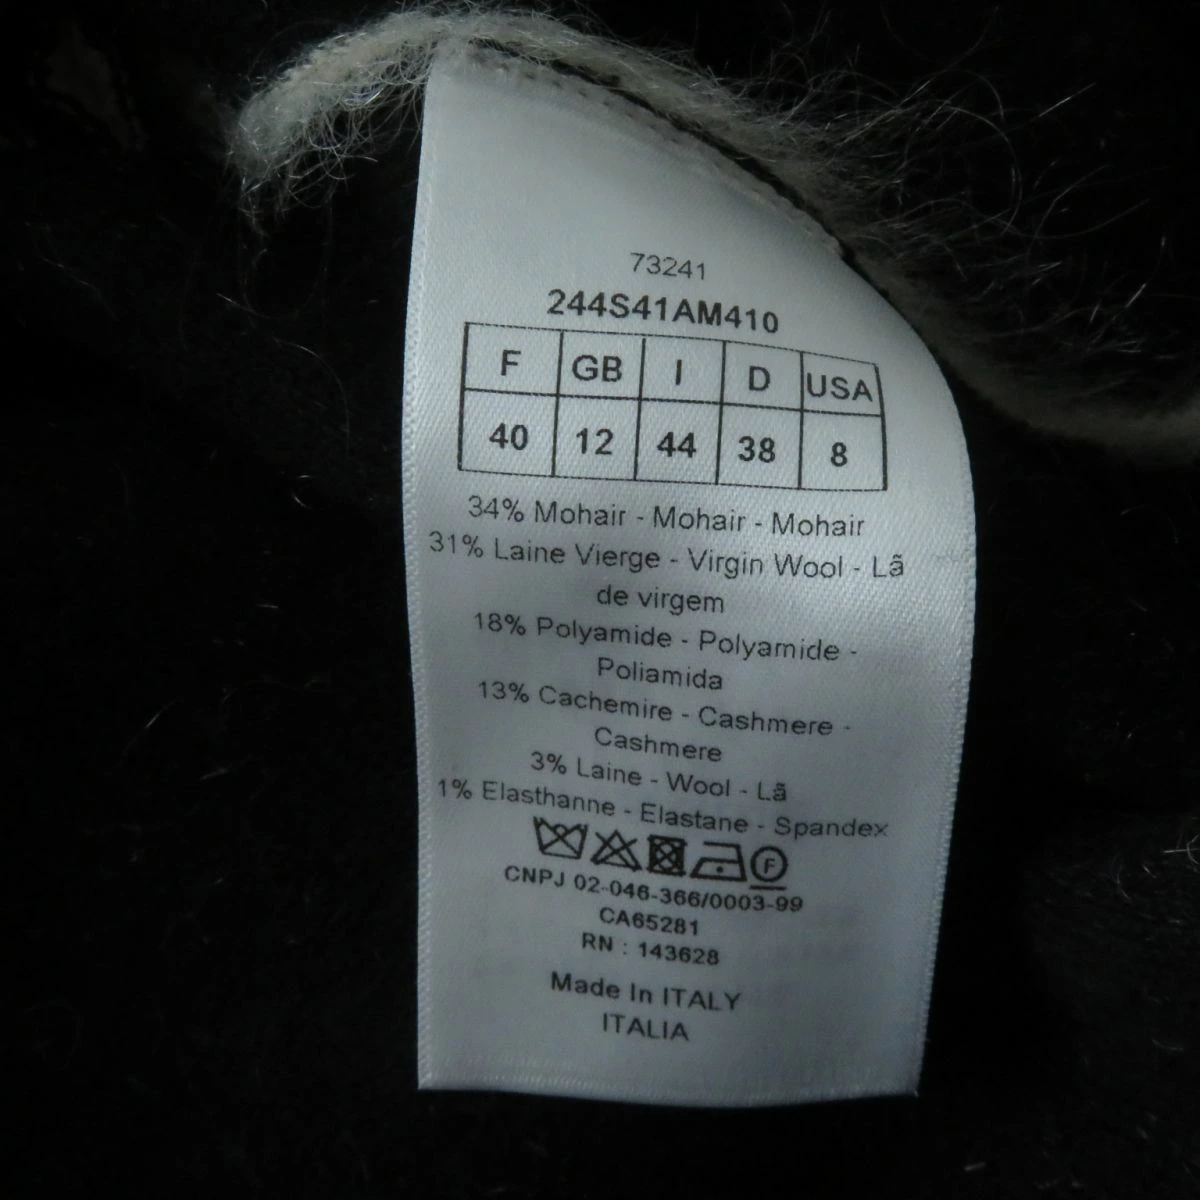 73241
244S41AM410
F GB I D USA
40 12 44 38 8
34% Mohair - Mohair - Mohair
31% Laine Vierge - Virgin Wool - Lã
de virgem
18% Polyamide - Polyamide -
Poliamida
13% Cachemire - Cashmere -
Cashmere
3% Laine - Wool - Lã
1% Elasthanne - Elastane - Spandex
F
CNPJ 02-046-366/0003-99
CA65281
RN : 143628
Made In ITALY
ITALIA